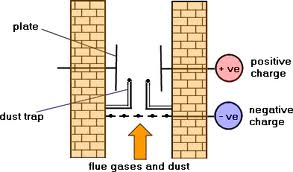 plate
+ ve
positive
charge
dust trap
- ve
negative
charge
flue gases and dust